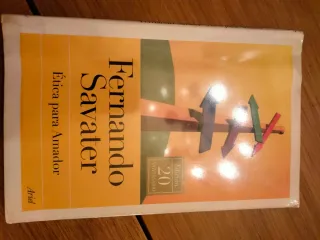 Fernando
Savater
Ética para Amador
20
Ariel